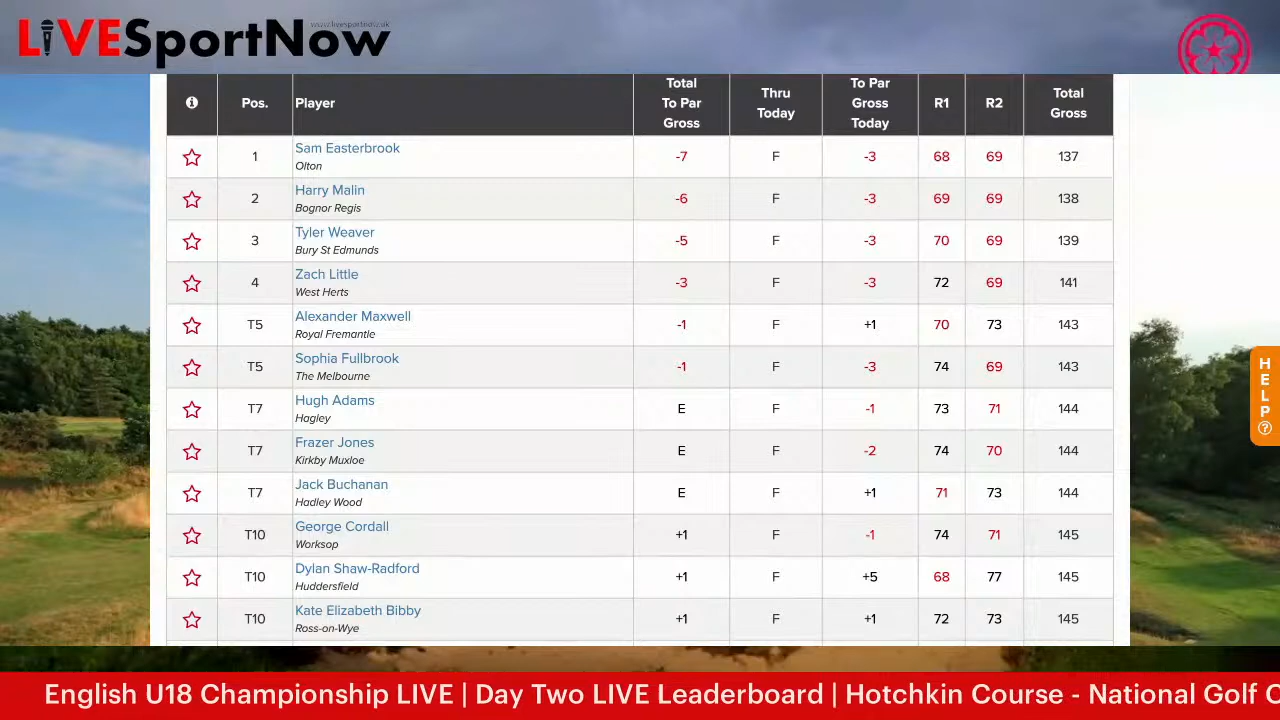 LiVESportNow
www.livesportnow.uk
Pos. Player Total To Par Gross Thru Today To Par Gross Today R1 R2 Total Gross
1 Sam Easterbrook -7 F -3 68 69 137
Olton
2 Harry Malin -6 F -3 69 69 138
Bognor Regis
3 Tyler Weaver -5 F -3 70 69 139
Bury St Edmunds
4 Zach Little -3 F -3 72 69 141
West Herts
T5 Alexander Maxwell -1 F +1 70 73 143
Royal Fremantle
T5 Sophia Fullbrook -1 F -3 74 69 143
The Melbourne
T7 Hugh Adams E F -1 73 71 144
Hagley
T7 Frazer Jones E F -2 74 70 144
Kirkby Muxloe
T7 Jack Buchanan E F +1 71 73 144
Hadley Wood
T10 George Cordall +1 F -1 74 71 145
Worksop
T10 Dylan Shaw-Radford +1 F +5 68 77 145
Huddersfield
T10 Kate Elizabeth Bibby +1 F +1 72 73 145
Ross-on-Wye
HELP?
English U18 Championship LIVE | Day Two LIVE Leaderboard | Hotchkin Course - National Golf C